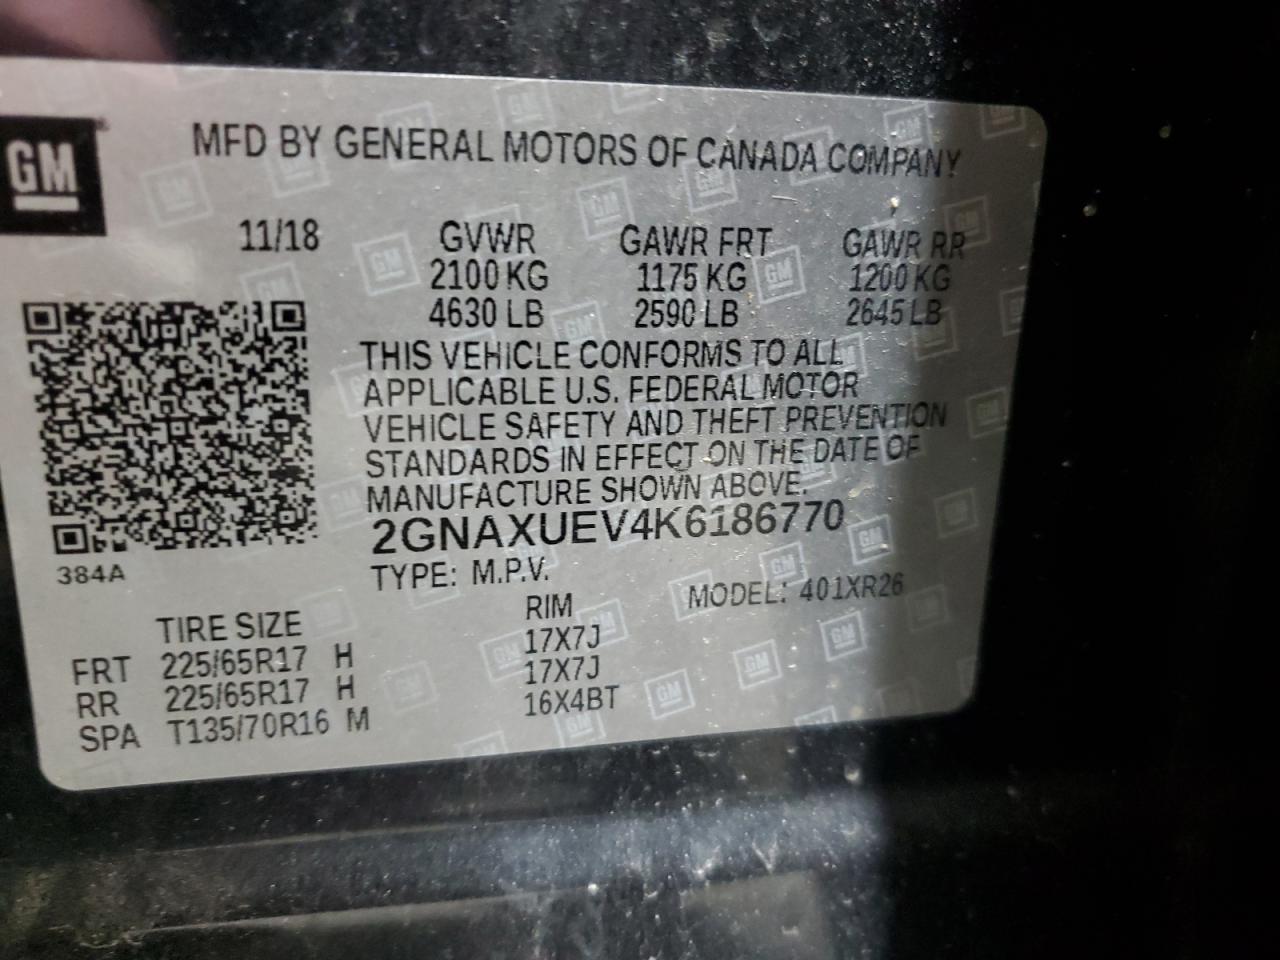 GM
MFD BY GENERAL MOTORS OF CANADA COMPANY
11/18 GVWR GAWR FRT GAWR RR
2100 KG 1175 KG 1200 KG
4630 LB 2590 LB 2645 LB
THIS VEHICLE CONFORMS TO ALL
APPLICABLE U.S. FEDERAL MOTOR
VEHICLE SAFETY AND THEFT PREVENTION
STANDARDS IN EFFECT ON THE DATE OF
MANUFACTURE SHOWN ABOVE.
2GNAXUEV4K6186770
384A
TYPE: M.P.V. MODEL: 401XR26
TIRE SIZE RIM
FRT 225/65R17 H 17X7J
RR 225/65R17 H 17X7J
SPA T135/70R16 M 16X4BT